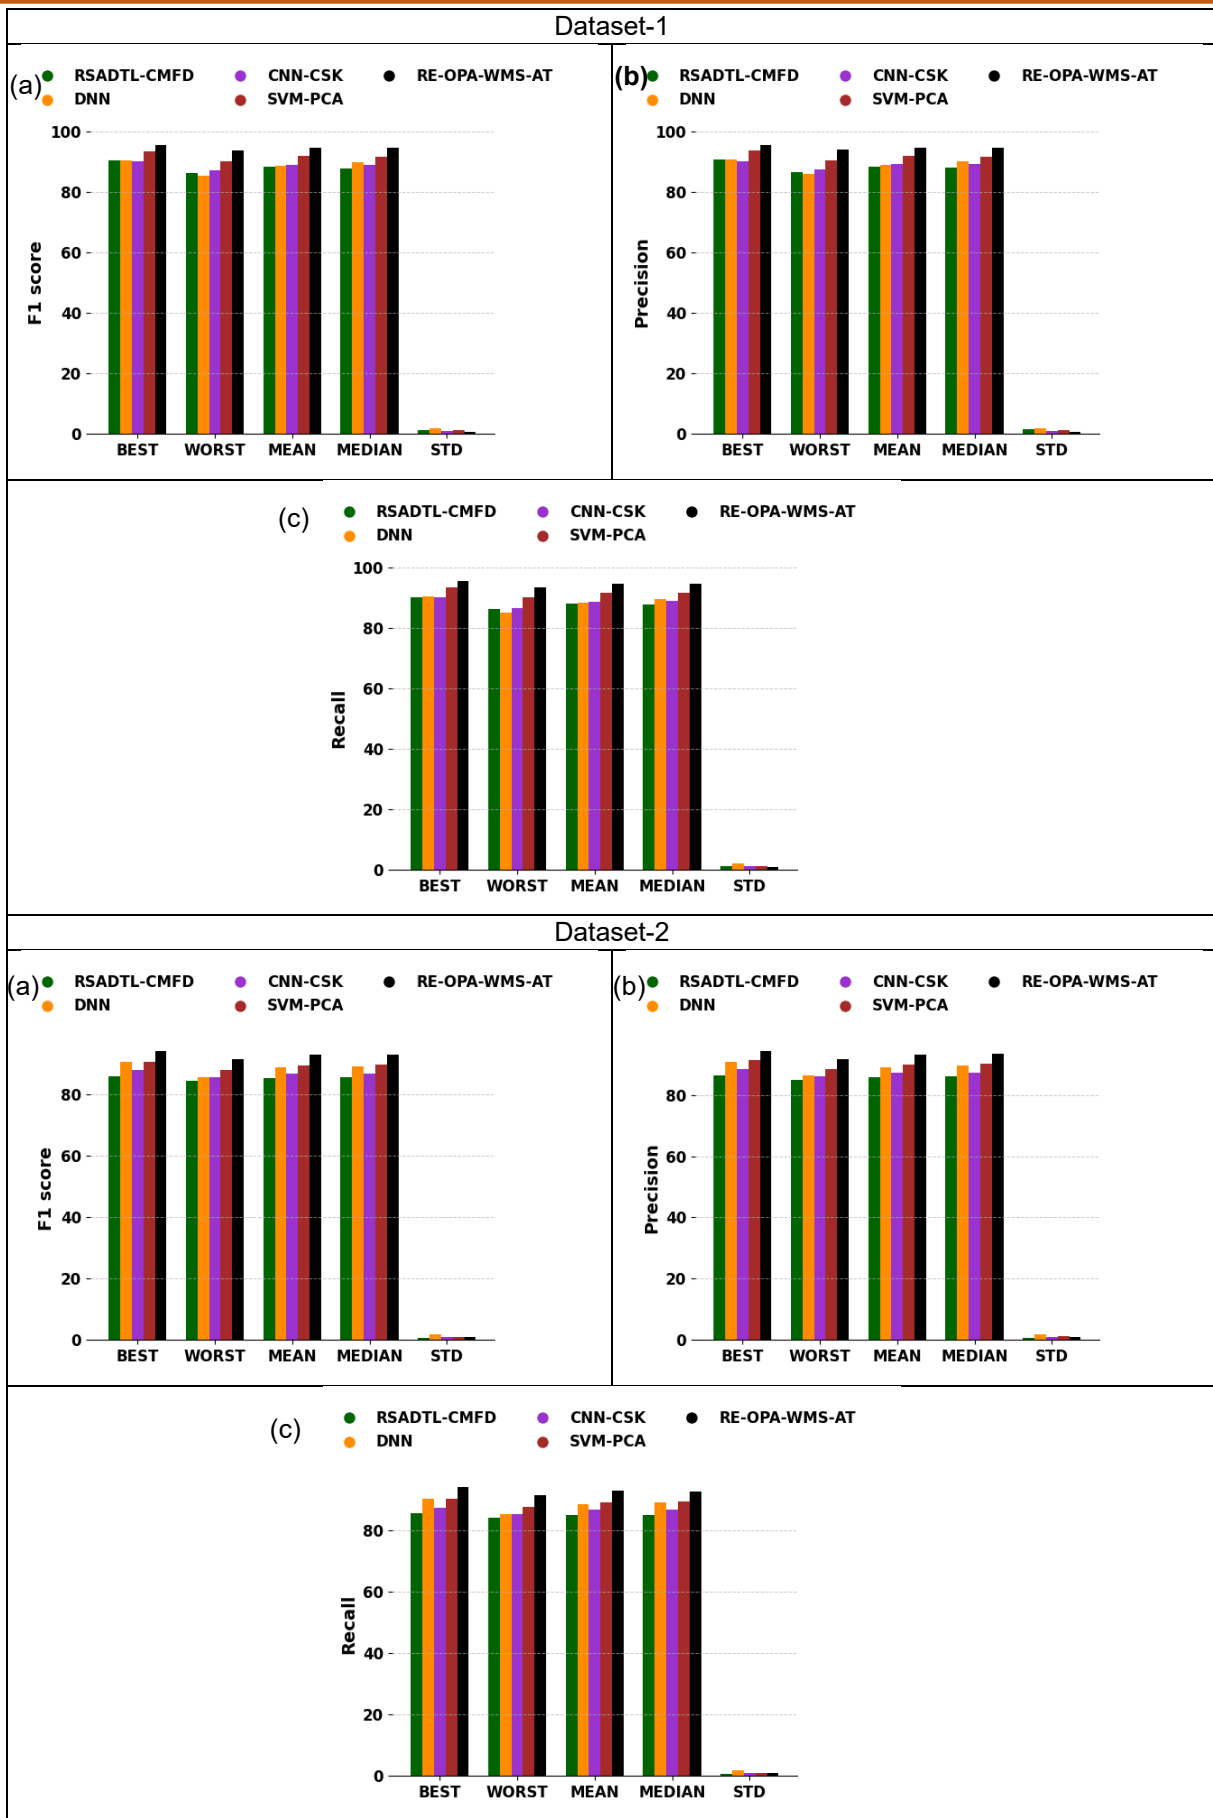 Dataset-1
(a) RSADTL-CMFD CNN-CSK RE-OPA-WMS-AT
DNN SVM-PCA
100
80
60
40
20
0
F1 score
BEST WORST MEAN MEDIAN STD
(b) RSADTL-CMFD CNN-CSK RE-OPA-WMS-AT
DNN SVM-PCA
100
80
60
40
20
0
Precision
BEST WORST MEAN MEDIAN STD
(c) RSADTL-CMFD CNN-CSK RE-OPA-WMS-AT
DNN SVM-PCA
100
80
60
40
20
0
Recall
BEST WORST MEAN MEDIAN STD
Dataset-2
(a) RSADTL-CMFD CNN-CSK RE-OPA-WMS-AT
DNN SVM-PCA
80
60
40
20
0
F1 score
BEST WORST MEAN MEDIAN STD
(b) RSADTL-CMFD CNN-CSK RE-OPA-WMS-AT
DNN SVM-PCA
80
60
40
20
0
Precision
BEST WORST MEAN MEDIAN STD
(c) RSADTL-CMFD CNN-CSK RE-OPA-WMS-AT
DNN SVM-PCA
80
60
40
20
0
Recall
BEST WORST MEAN MEDIAN STD